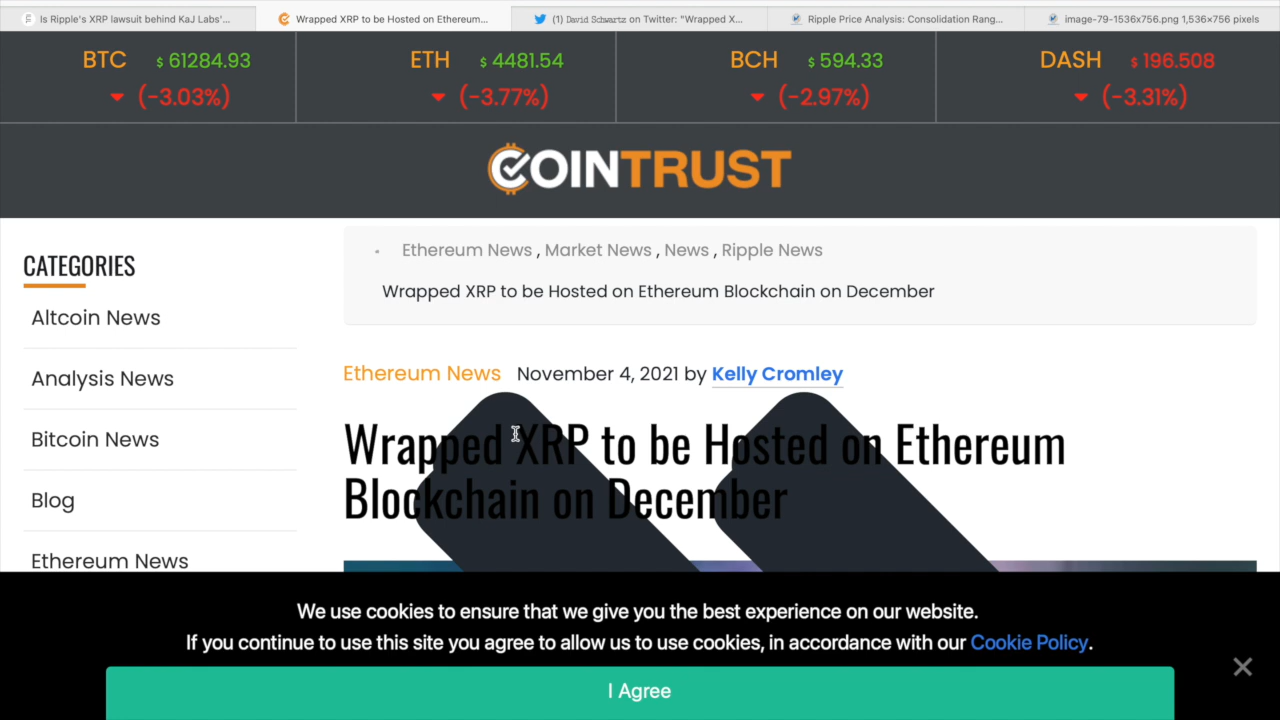 Is Ripple's XRP lawsuit behind KaJ Labs'...
Wrapped XRP to be Hosted on Ethereum...
(1) David Schwartz on Twitter: "Wrapped X...
Ripple Price Analysis: Consolidation Rang...
image-79-1536x756.png 1,536×756 pixels
BTC $ 61284.93
(-3.03%)
ETH $ 4481.54
(-3.77%)
BCH $ 594.33
(-2.97%)
DASH $ 196.508
(-3.31%)
COINTRUST
CATEGORIES
Altcoin News
Analysis News
Bitcoin News
Blog
Ethereum News
Ethereum News , Market News , News , Ripple News
Wrapped XRP to be Hosted on Ethereum Blockchain on December
Ethereum News November 4, 2021 by Kelly Cromley
Wrapped XRP to be Hosted on Ethereum
Blockchain on December
We use cookies to ensure that we give you the best experience on our website.
If you continue to use this site you agree to allow us to use cookies, in accordance with our Cookie Policy.
I Agree